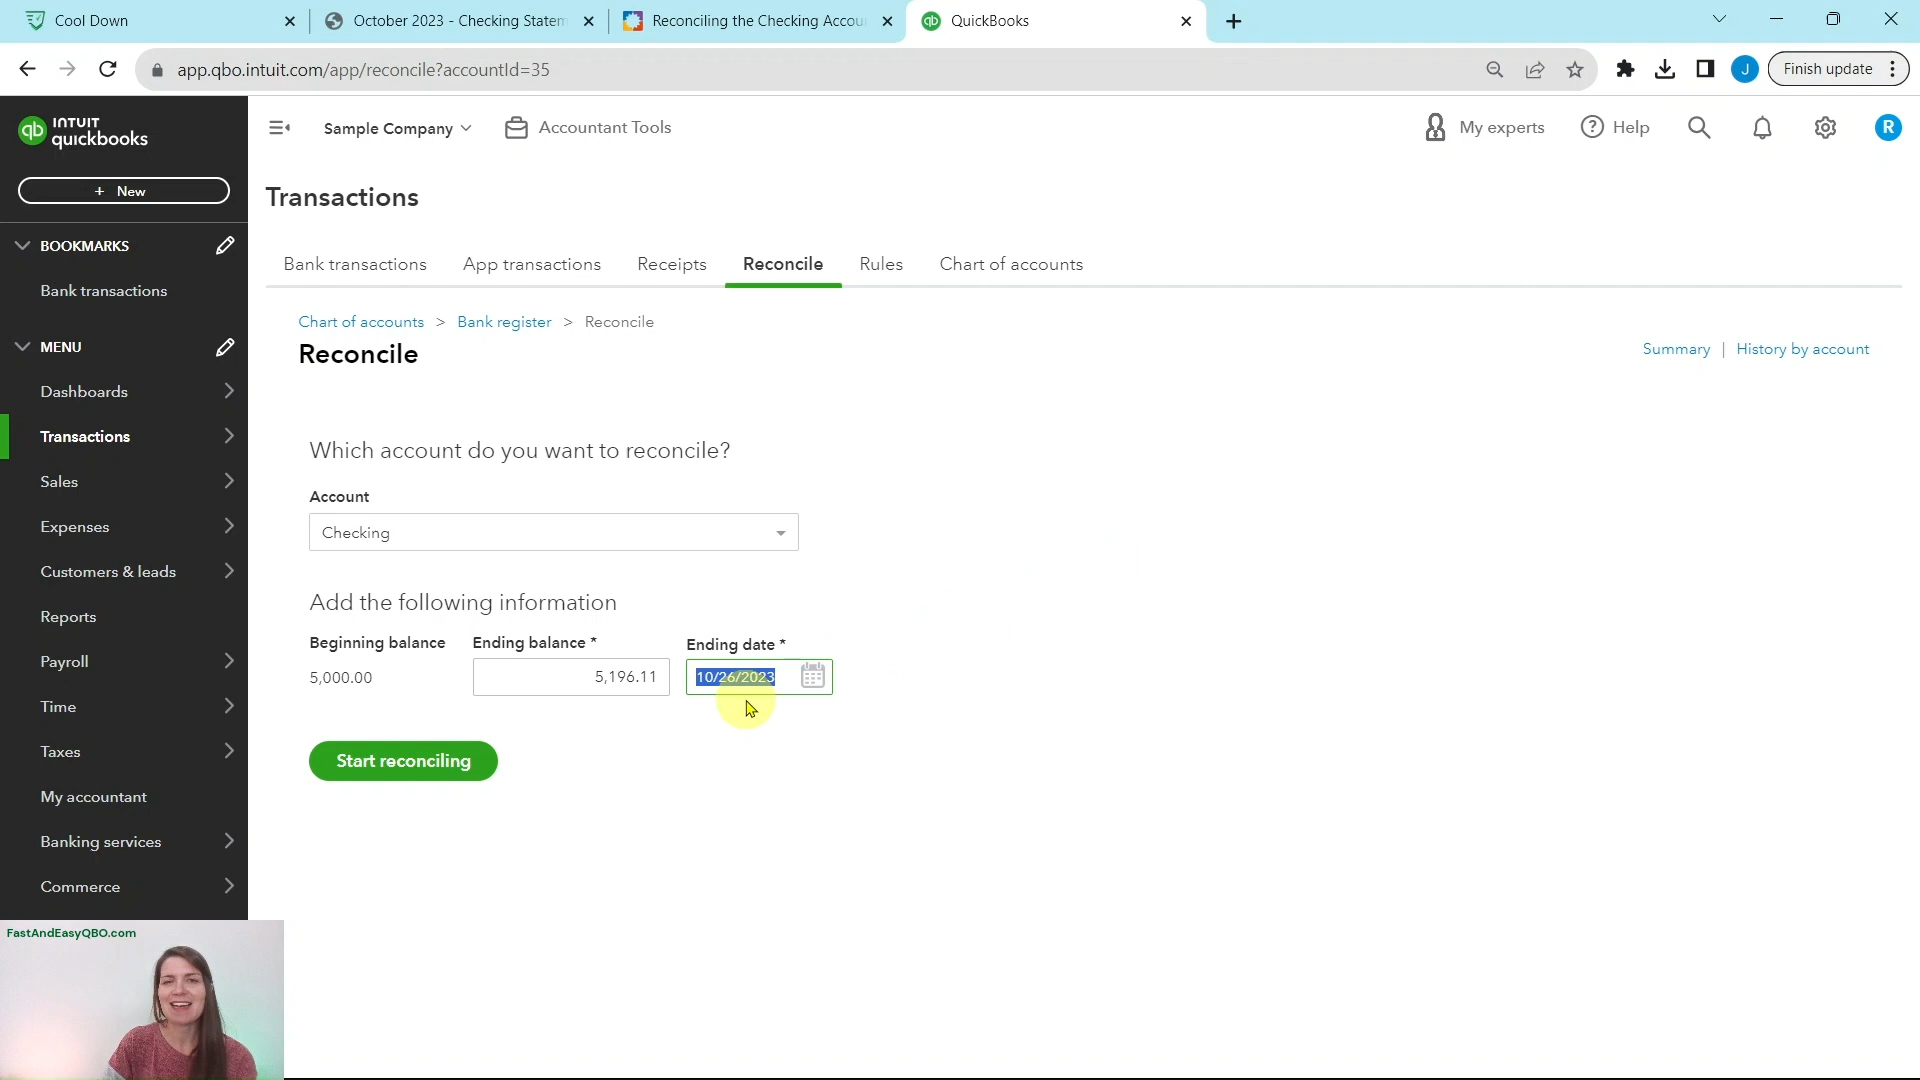 Cool Down
October 2023 - Checking Statem
Reconciling the Checking Accou
QuickBooks
app.qbo.intuit.com/app/reconcile?accountId=35
J
Finish update
qb INTUIT quickbooks
Sample Company
Accountant Tools
My experts
Help
R
+ New
Transactions
BOOKMARKS
Bank transactions
MENU
Dashboards
Transactions
Sales
Expenses
Customers & leads
Reports
Payroll
Time
Taxes
My accountant
Banking services
Commerce
Bank transactions
App transactions
Receipts
Reconcile
Rules
Chart of accounts
Chart of accounts > Bank register > Reconcile
Reconcile
Summary | History by account
Which account do you want to reconcile?
Account
Checking
Add the following information
Beginning balance
Ending balance *
Ending date *
5,000.00
5,196.11
10/26/2023
Start reconciling
FastAndEasyQBO.com